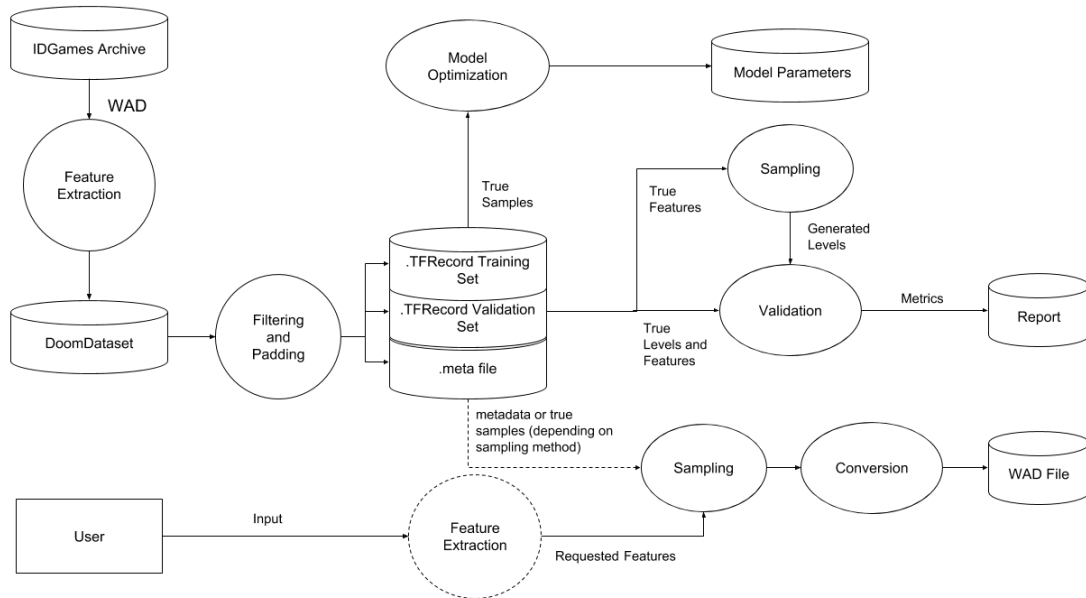 IDGames Archive
WAD
Feature
Extraction
DoomDataset
Filtering
and
Padding
Model
Optimization
Model Parameters
True
Samples
.TFRecord Training
Set
.TFRecord Validation
Set
.meta file
True
Features
Sampling
Generated
Levels
True
Levels and
Features
Validation
Metrics
Report
metadata or true
samples (depending on
sampling method)
Sampling
Conversion
WAD File
User
Input
Feature
Extraction
Requested Features